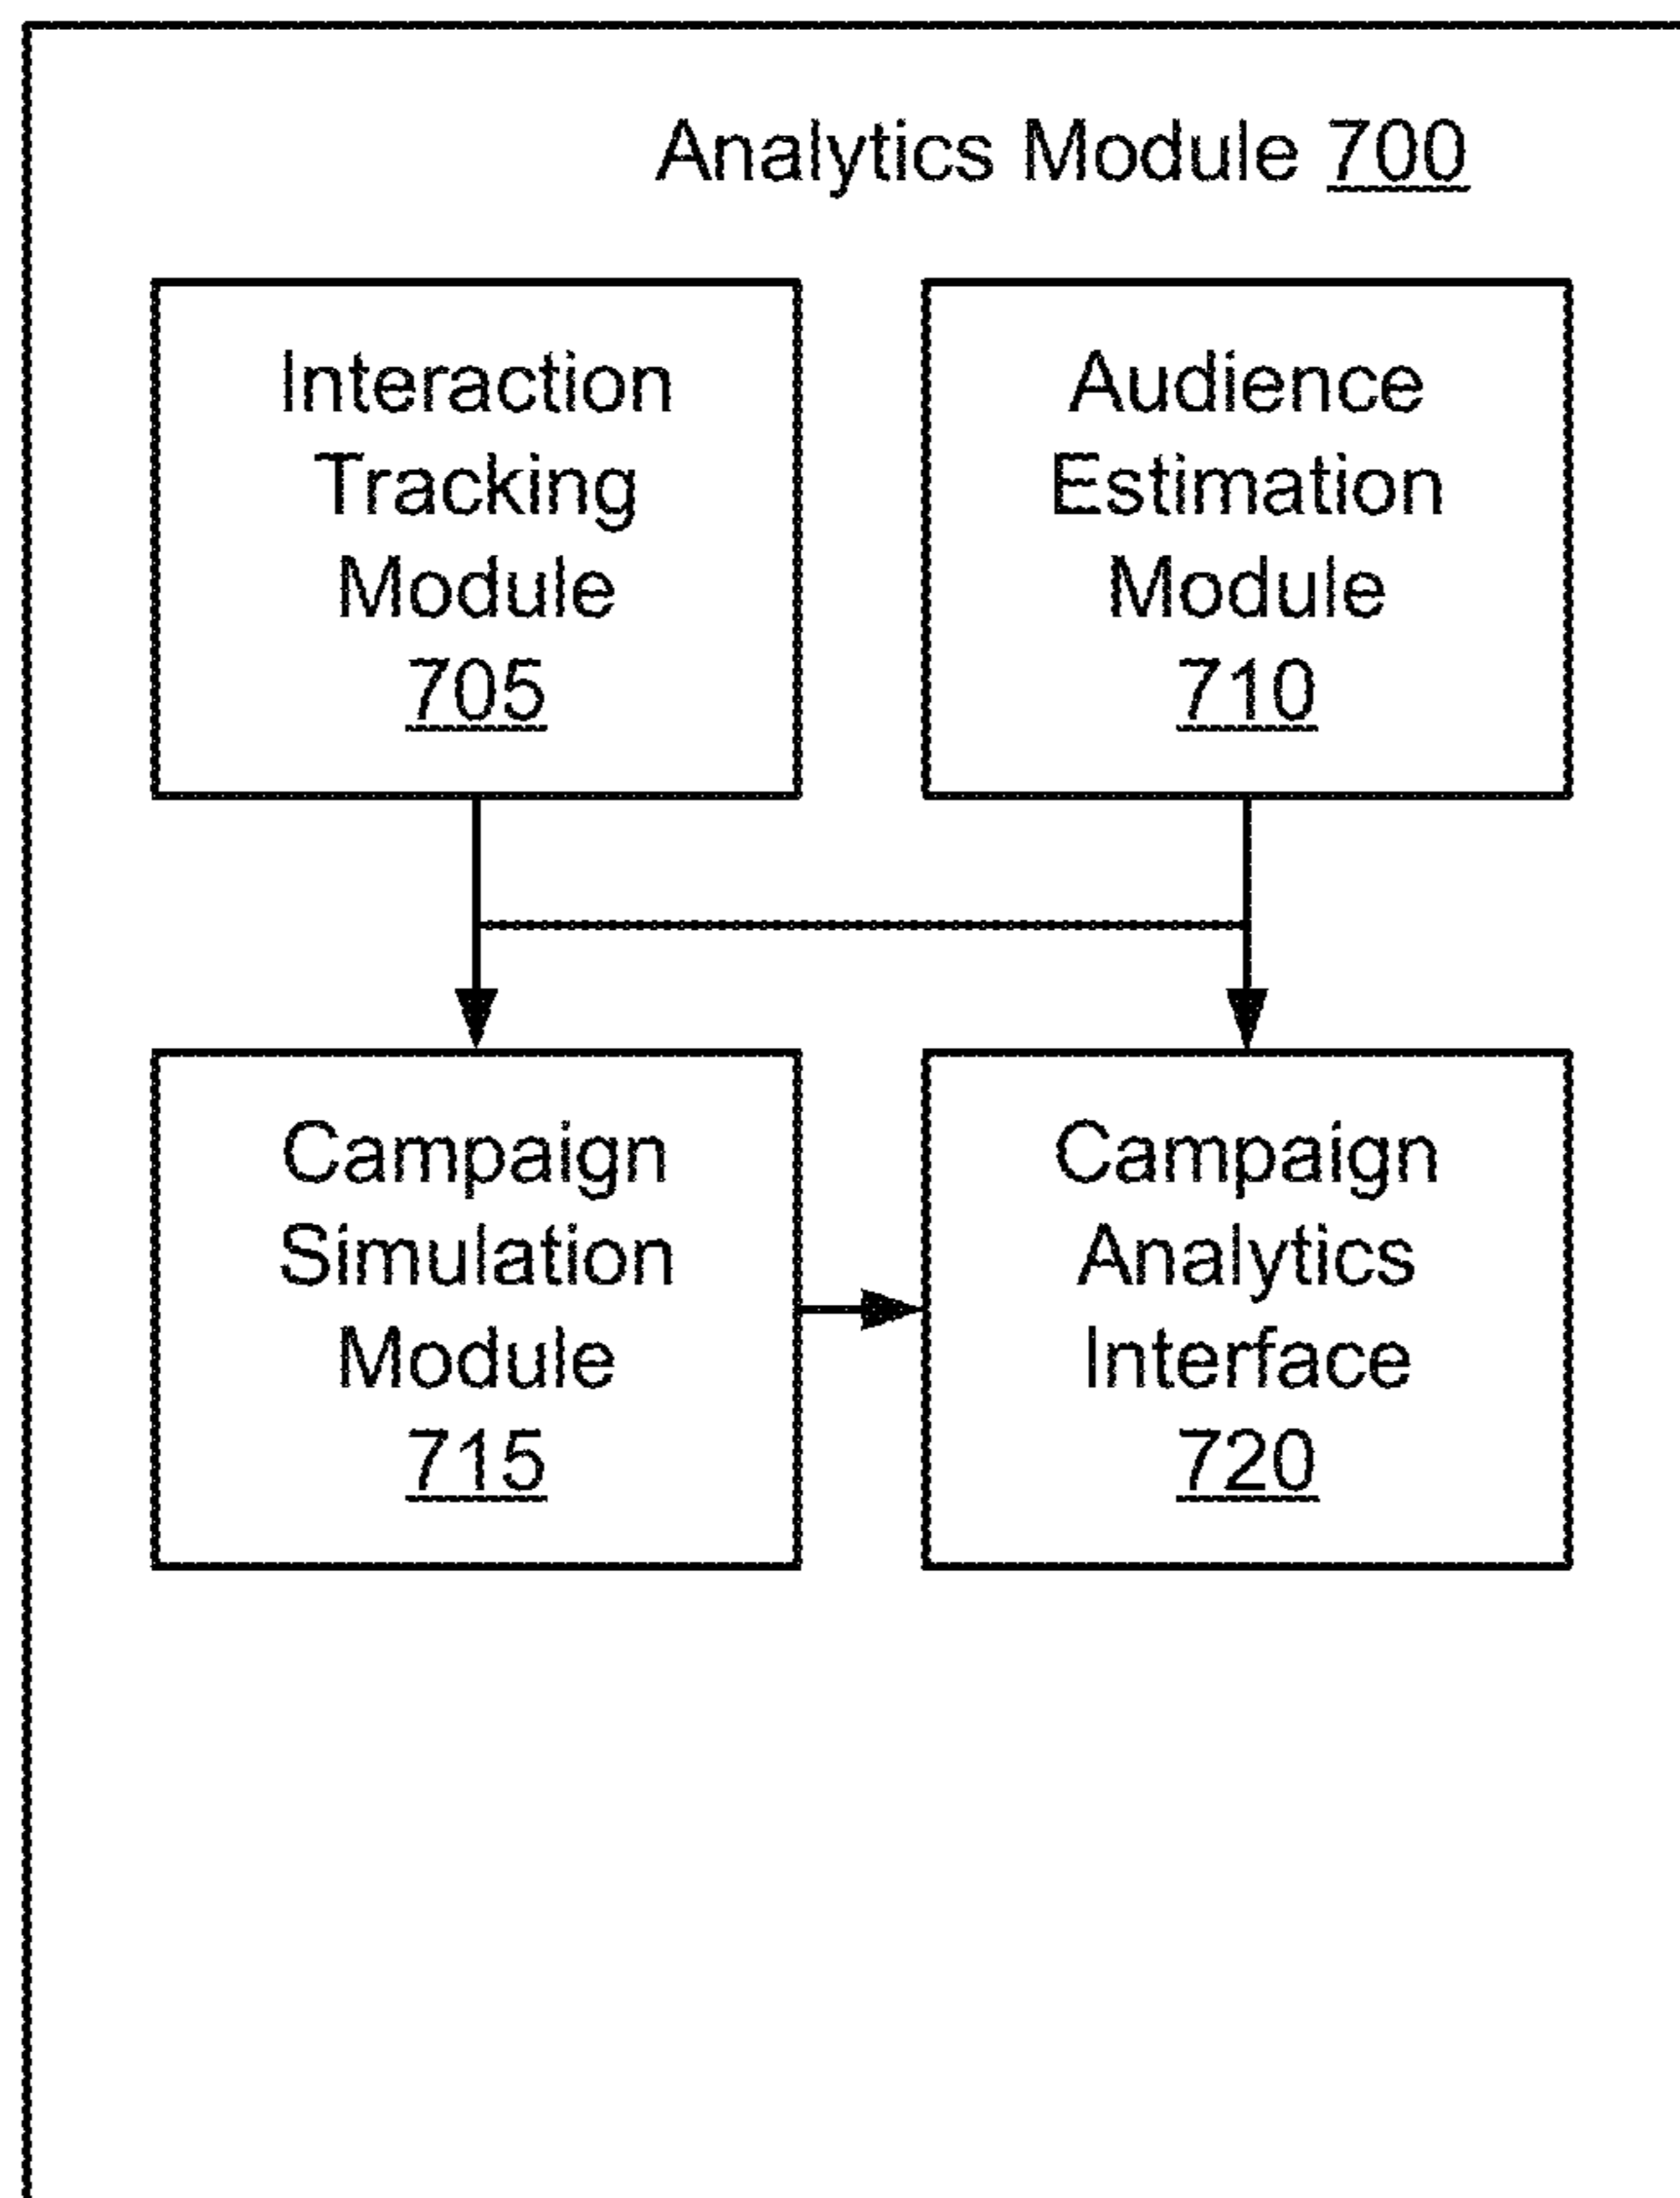 Analytics Module 700
Interaction
Tracking
Module
705
Audience
Estimation
Module
710
Campaign
Simulation
Module
715
Campaign
Analytics
Interface
720